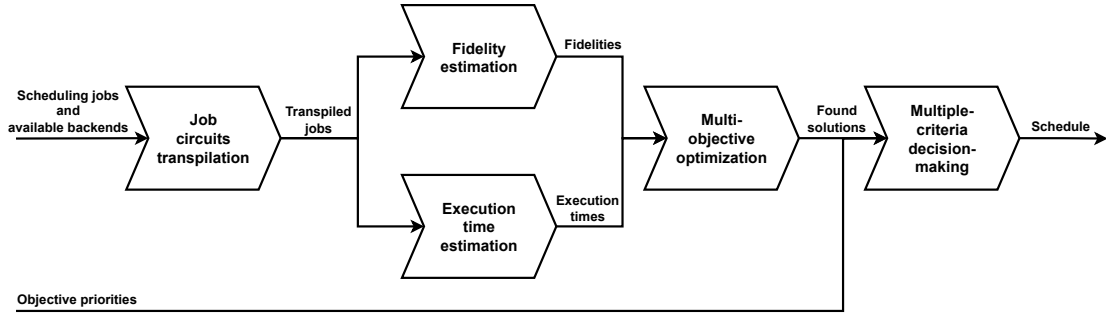 Scheduling jobs
and
available backends
Job
circuits
transpilation
Transpiled
jobs
Fidelity
estimation
Fidelities
Execution
time
estimation
Execution
times
Multi-
objective
optimization
Found
solutions
Multiple-
criteria
decision-
making
Schedule
Objective priorities